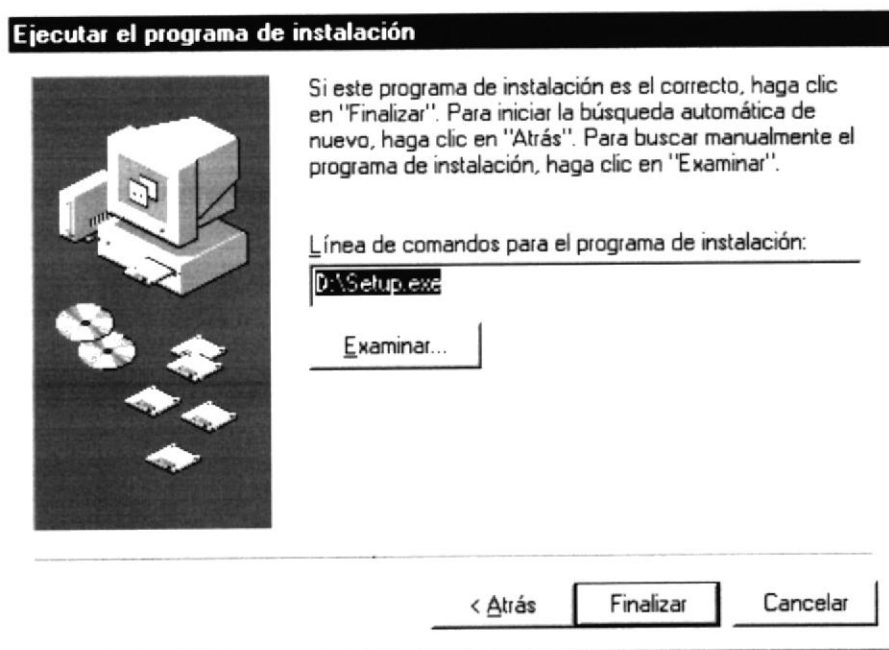 Ejecutar el programa de instalación
Si este programa de instalación es el correcto, haga clic
en "Finalizar". Para iniciar la búsqueda automática de
nuevo, haga clic en "Atrás". Para buscar manualmente el
programa de instalación, haga clic en "Examinar".
Línea de comandos para el programa de instalación:
D:\Setup.exe
Examinar...
< Atrás Finalizar Cancelar